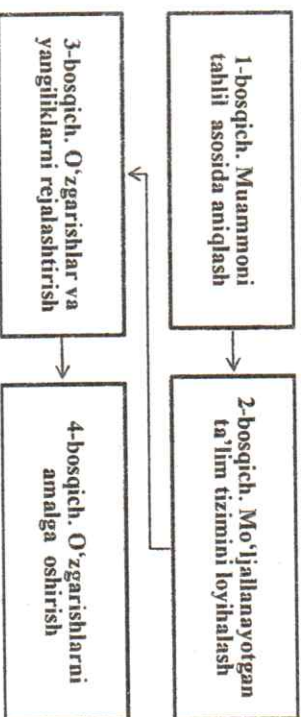 1-bosqich. Muammoni
tahlil asosida aniqlash
2-bosqich. Mo‘ljallanayotgan
ta’lim tizimini loyihalash
3-bosqich. O‘zgarishlar va
yangiliklarni rejalashtirish
4-bosqich. O‘zgarishlarni
amalga oshirish